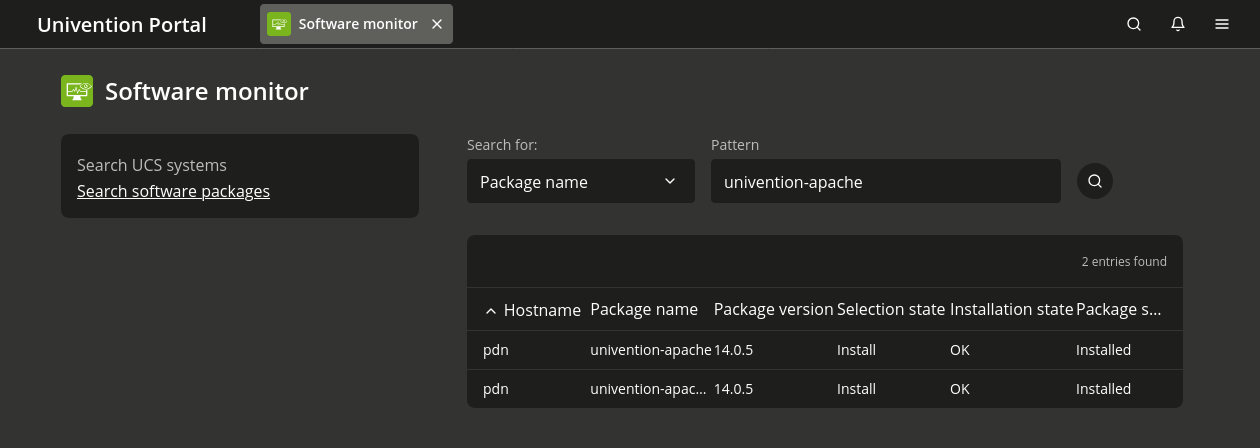 Univention Portal
Software monitor
Software monitor
Search UCS systems
Search software packages
Search for:
Pattern
Package name
univention-apache
2 entries found
Hostname Package name Package version Selection state Installation state Package s...
pdn univention-apache 14.0.5 Install OK Installed
pdn univention-apac... 14.0.5 Install OK Installed